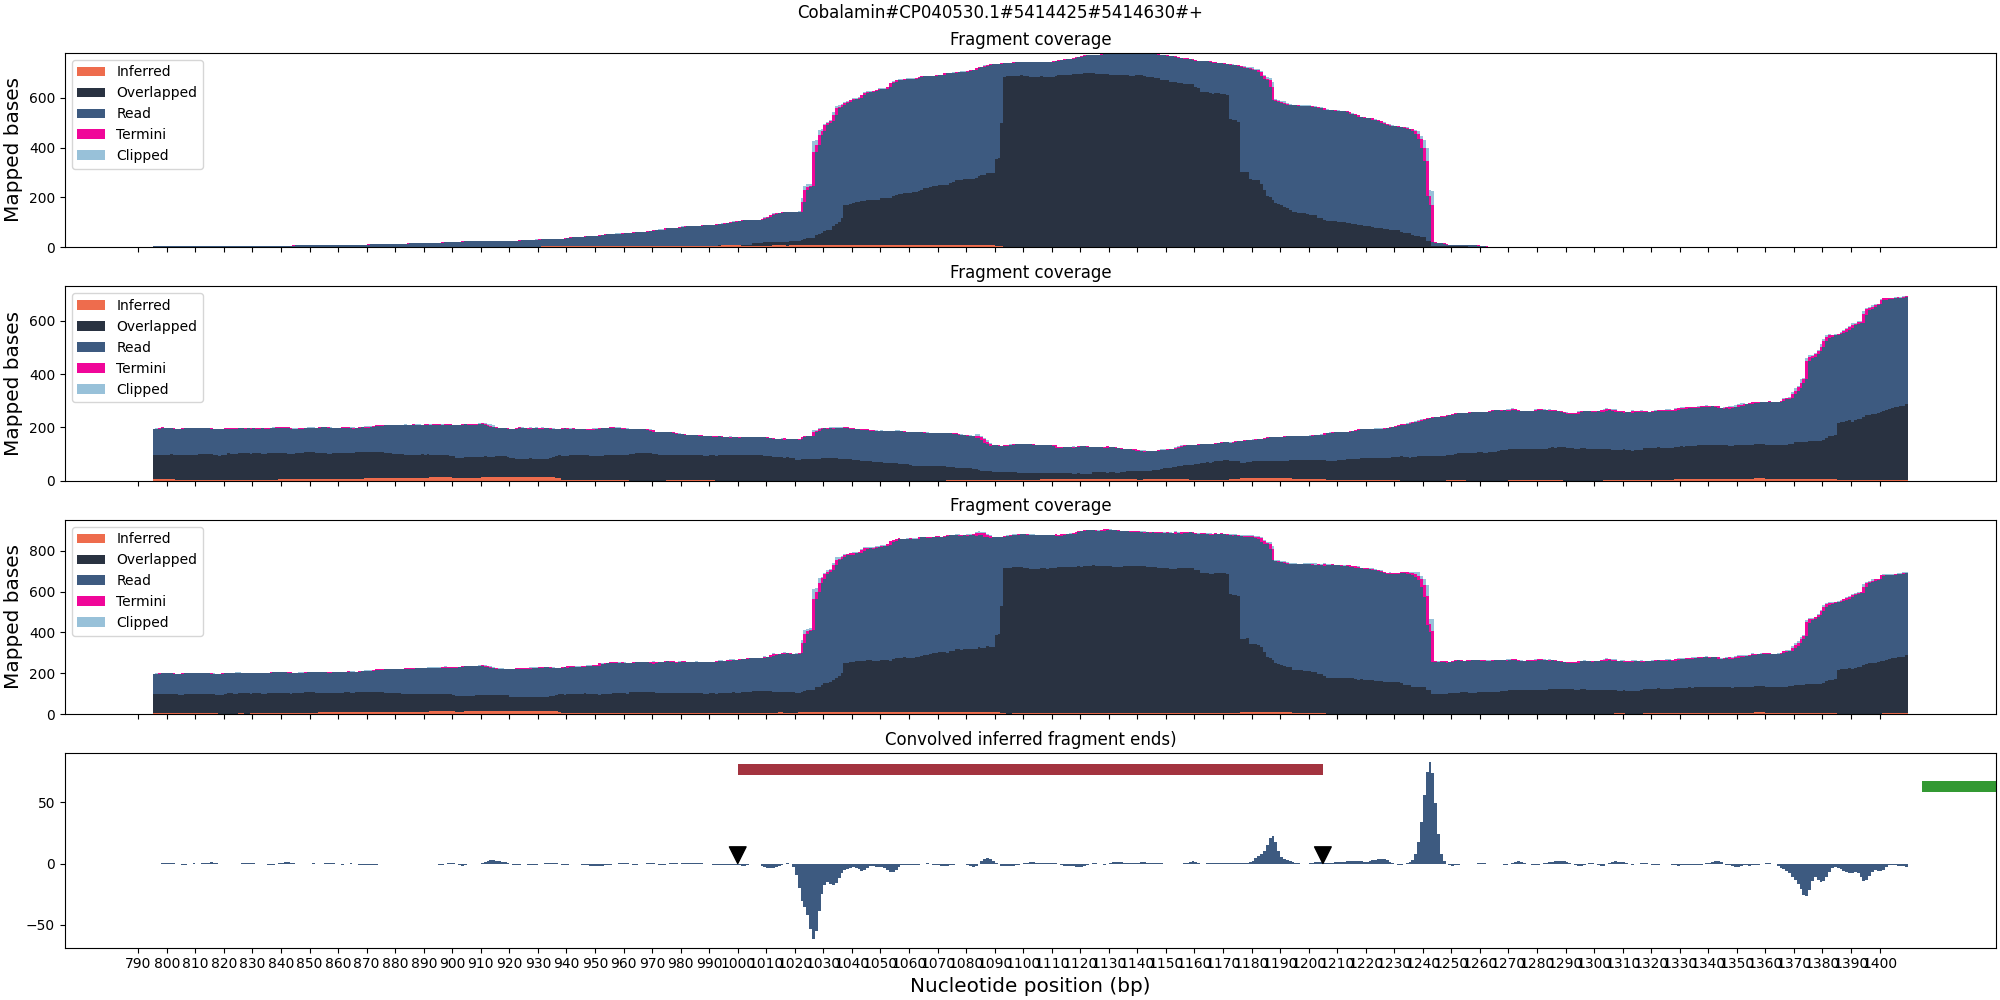 Cobalamin#CP040530.1#5414425#5414630#+
Fragment coverage
Mapped bases
600
400
200
0
Inferred
Overlapped
Read
Termini
Clipped
Fragment coverage
Mapped bases
600
400
200
0
Inferred
Overlapped
Read
Termini
Clipped
Fragment coverage
Mapped bases
800
600
400
200
0
Inferred
Overlapped
Read
Termini
Clipped
Convolved inferred fragment ends)
50
0
−50
790 800 810 820 830 840 850 860 870 880 890 900 910 920 930 940 950 960 970 980 990 1000 1010 1020 1030 1040 1050 1060 1070 1080 1090 1100 1110 1120 1130 1140 1150 1160 1170 1180 1190 1200 1210 1220 1230 1240 1250 1260 1270 1280 1290 1300 1310 1320 1330 1340 1350 1360 1370 1380 1390 1400
Nucleotide position (bp)